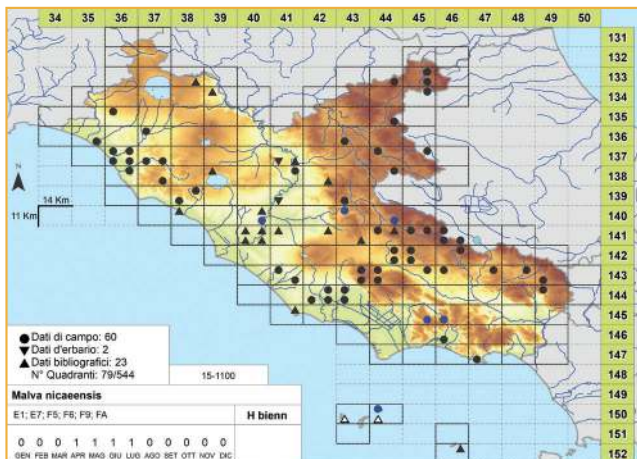 34 35 36 37 38 39 40 41 42 43 44 45 46 47 48 49 50
131
132
133
134
135
136
137
138
139
140
141
142
143
144
145
146
147
148
149
150
151
152
N
14 Km
11 Km
Dati di campo: 60
Dati d'erbario: 2
Dati bibliografici: 23
N° Quadranti: 79/544
15-1100
Malva nicaeensis
E1; E7; F5; F6; F9; FA
H bienn
0 0 0 1 1 1 1 0 0 0 0 0
GEN FEB MAR APR MAG GIU LUG AGO SET OTT NOV DIC